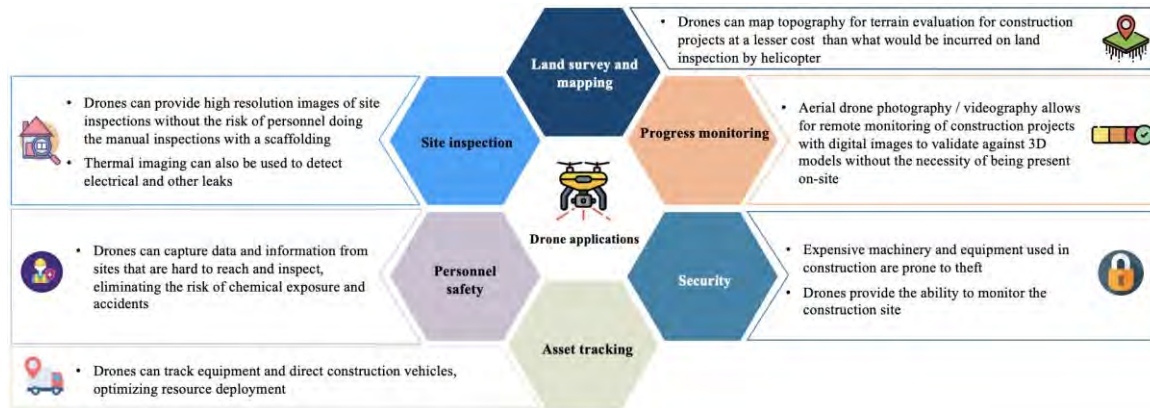 • Drones can map topography for terrain evaluation for construction
projects at a lesser cost than what would be incurred on land
inspection by helicopter
Land survey and
mapping
• Drones can provide high resolution images of site
inspections without the risk of personnel doing
the manual inspections with a scaffolding
• Thermal imaging can also be used to detect
electrical and other leaks
Site inspection
Progress monitoring
• Aerial drone photography / videography allows
for remote monitoring of construction projects
with digital images to validate against 3D
models without the necessity of being present
on-site
Drone applications
• Drones can capture data and information from
sites that are hard to reach and inspect,
eliminating the risk of chemical exposure and
accidents
Personnel
safety
Security
• Expensive machinery and equipment used in
construction are prone to theft
• Drones provide the ability to monitor the
construction site
Asset tracking
• Drones can track equipment and direct construction vehicles,
optimizing resource deployment